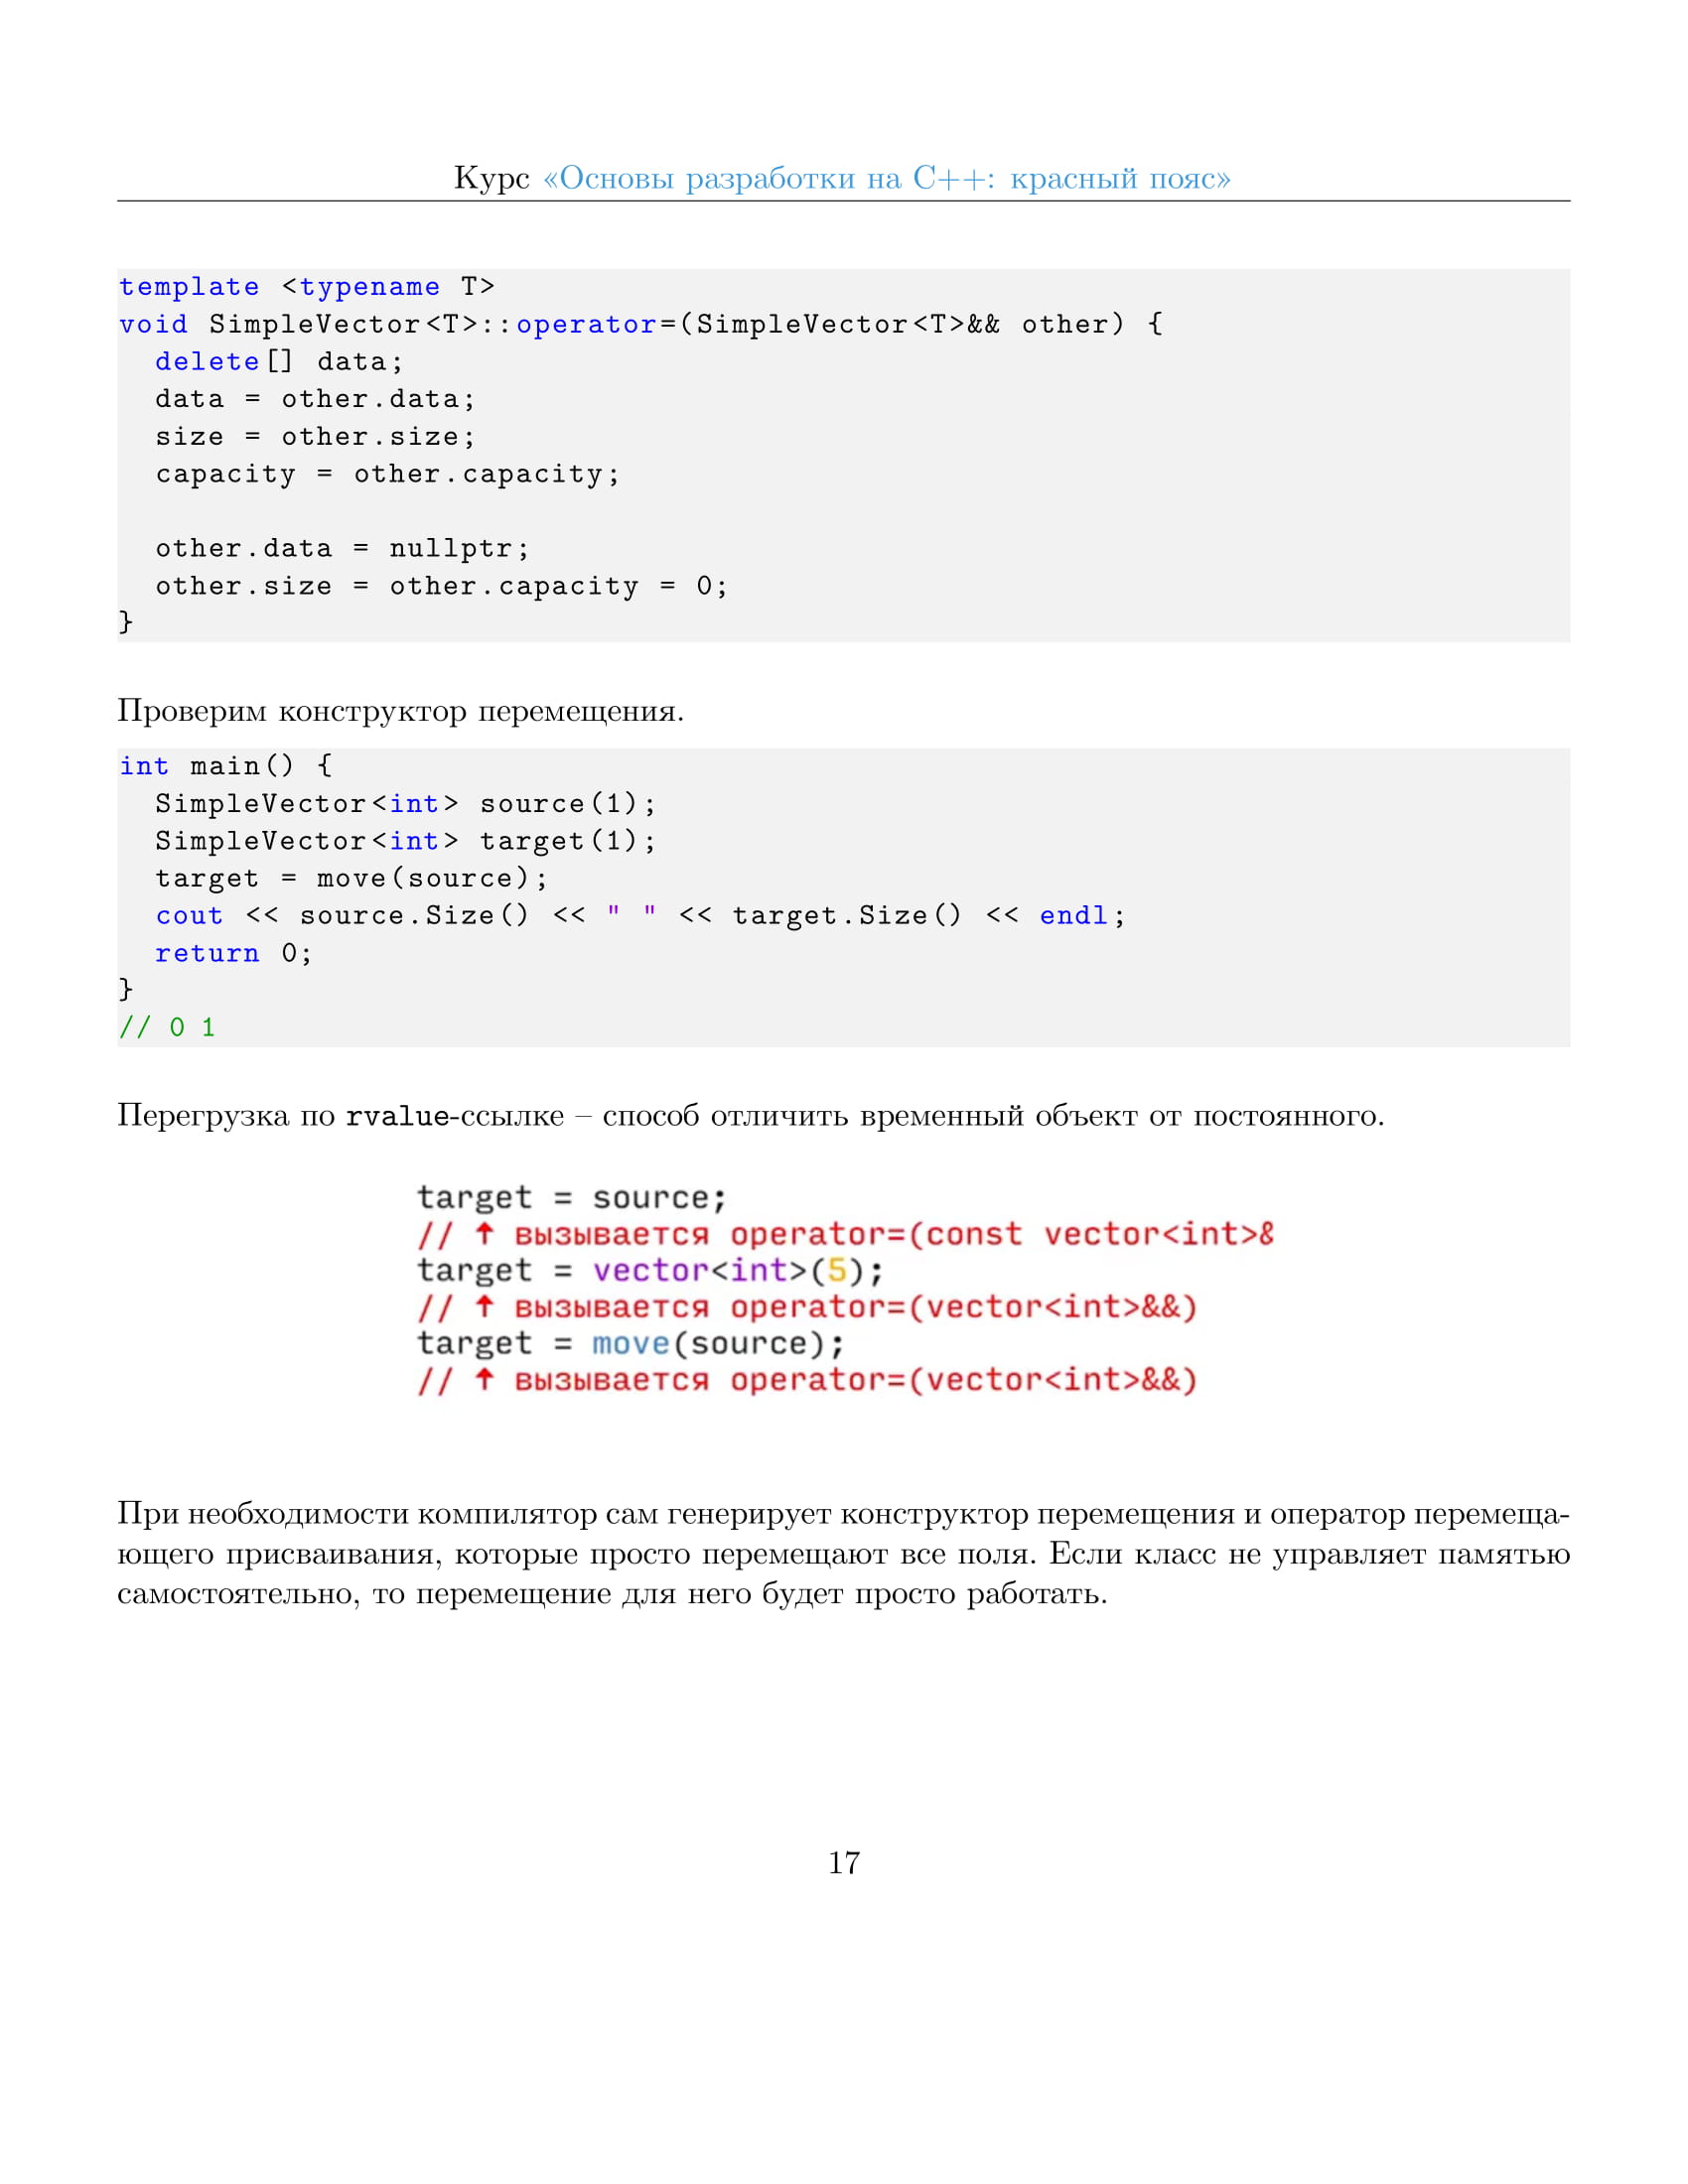 Курс «Основы разработки на C++: красный пояс»
template <typename T>
void SimpleVector<T>::operator=(SimpleVector<T>&& other) {
  delete[] data;
  data = other.data;
  size = other.size;
  capacity = other.capacity;

  other.data = nullptr;
  other.size = other.capacity = 0;
}
Проверим конструктор перемещения.
int main() {
  SimpleVector<int> source(1);
  SimpleVector<int> target(1);
  target = move(source);
  cout << source.Size() << " " << target.Size() << endl;
  return 0;
}
// 0 1
Перегрузка по rvalue-ссылке – способ отличить временный объект от постоянного.
target = source;
// ↑ вызывается operator=(const vector<int>&
target = vector<int>(5);
// ↑ вызывается operator=(vector<int>&&)
target = move(source);
// ↑ вызывается operator=(vector<int>&&)
При необходимости компилятор сам генерирует конструктор перемещения и оператор перемеща-
ющего присваивания, которые просто перемещают все поля. Если класс не управляет памятью
самостоятельно, то перемещение для него будет просто работать.
17